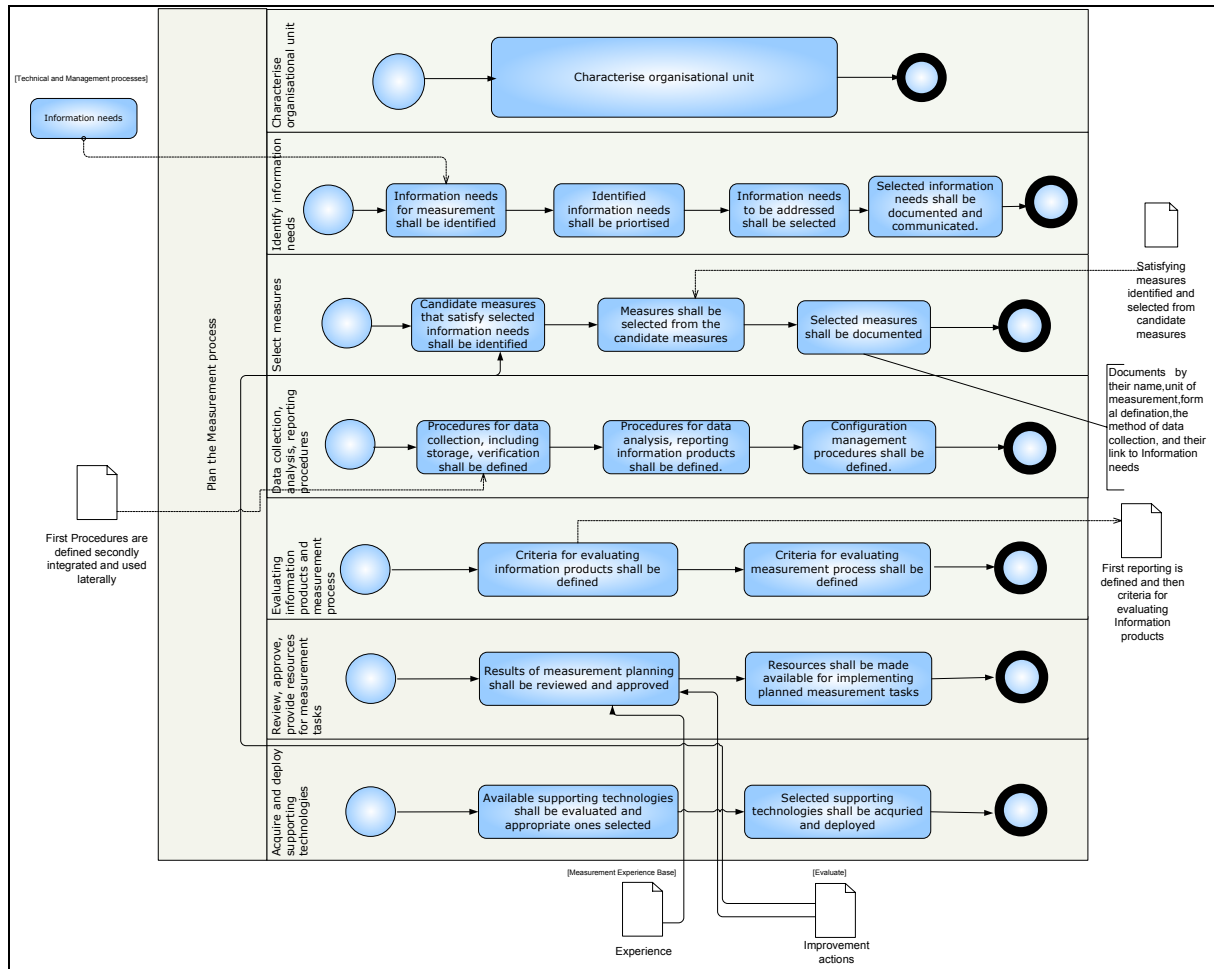 [Technical and Management processes]
Information needs
Plan the Measurement process
Characterise
organisational unit
Characterise organisational unit
Identify information
needs
Information needs
for measurement
shall be identified
Identified
information needs
shall be priortised
Information needs
to be addressed
shall be selected
Selected information
needs shall be
documented and
communicated.
Select measures
Candidate measures
that satisfy selected
information needs
shall be identified
Measures shall be
selected from the
candidate measures
Selected measures
shall be documented
Satisfying
measures
identified and
selected from
candidate
measures
Documents by
their name,unit of
measurement,form
al defination,the
method of data
collection, and their
link to Information
needs
Data collection,
analysis, reporting
procedures
Procedures for data
collection, including
storage, verification
shall be defined
Procedures for data
analysis, reporting
information products
shall be defined.
Configuration
management
procedures shall be
defined.
First Procedures are
defined secondly
integrated and used
laterally
Evaluating
information
products and
measurement
process
Criteria for evaluating
information products shall be
defined
Criteria for evaluating
measurement process shall be
defined
First reporting is
defined and then
criteria for
evaluating
Information
products
Review, approve,
provide resources
for measurement
tasks
Results of measurement planning
shall be reviewed and approved
Resources shall be made
available for implementing
planned measurement tasks
Acquire and deploy
supporting
technologies
Available supporting technologies
shall be evaluated and
appropriate ones selected
Selected supporting
technologies shall be acquried
and deployed
[Measurement Experience Base]
Experience
[Evaluate]
Improvement
actions